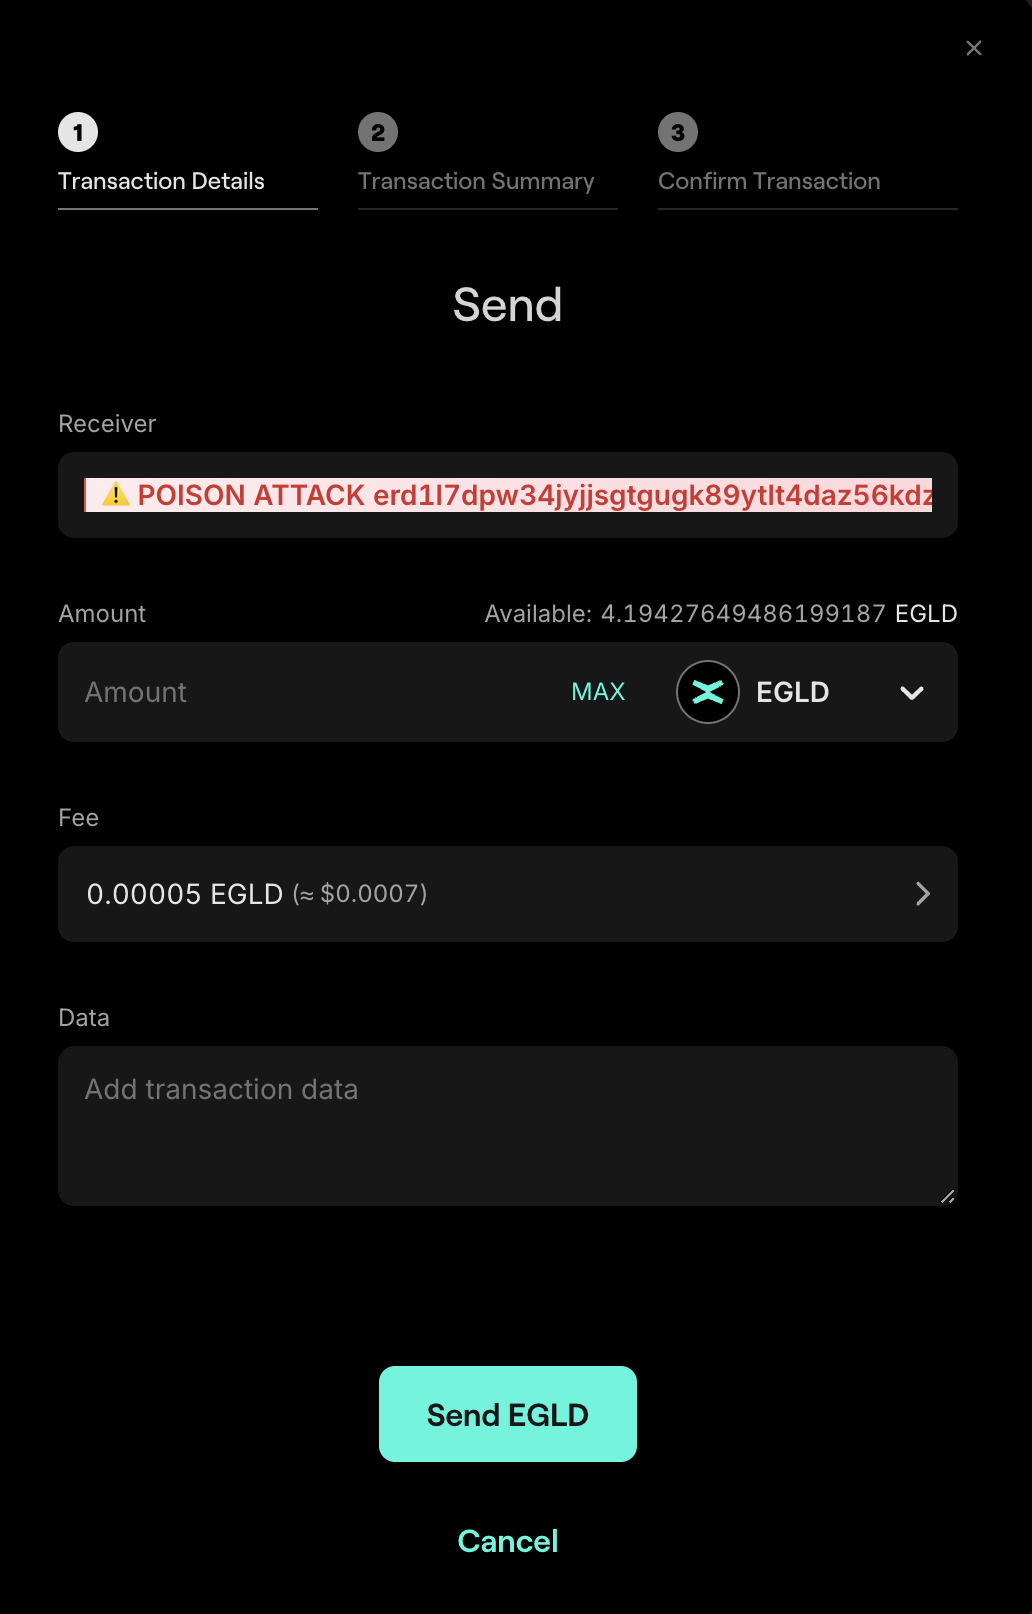 1
2
3
Transaction Details
Transaction Summary
Confirm Transaction
Send
Receiver
⚠️ POISON ATTACK erd1l7dpw34jyjjsgtgugk89ytlt4daz56kdz
Amount
Available: 4.19427649486199187 EGLD
Amount
MAX
EGLD
Fee
0.00005 EGLD (≈ $0.0007)
Data
Add transaction data
Send EGLD
Cancel